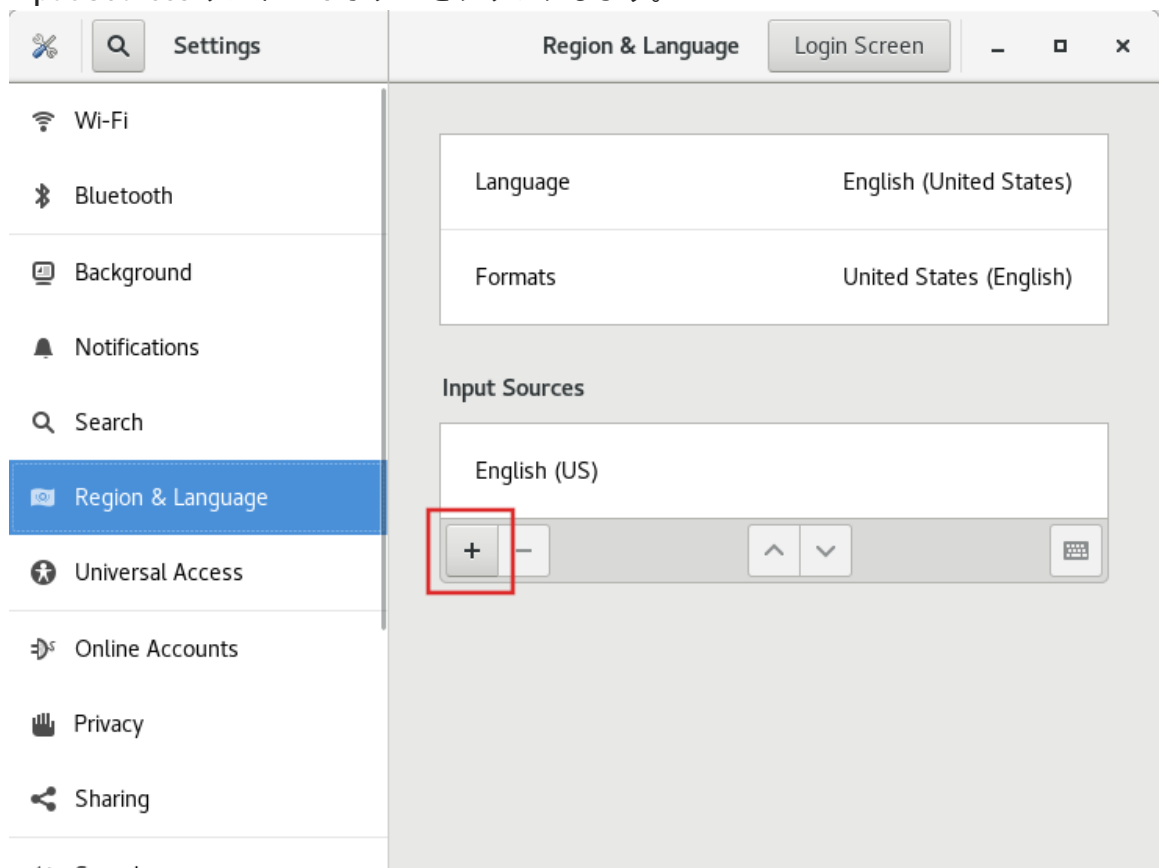 Settings
Region & Language
Login Screen
Wi-Fi
Bluetooth
Background
Notifications
Search
Region & Language
Universal Access
Online Accounts
Privacy
Sharing
Language
English (United States)
Formats
United States (English)
Input Sources
English (US)